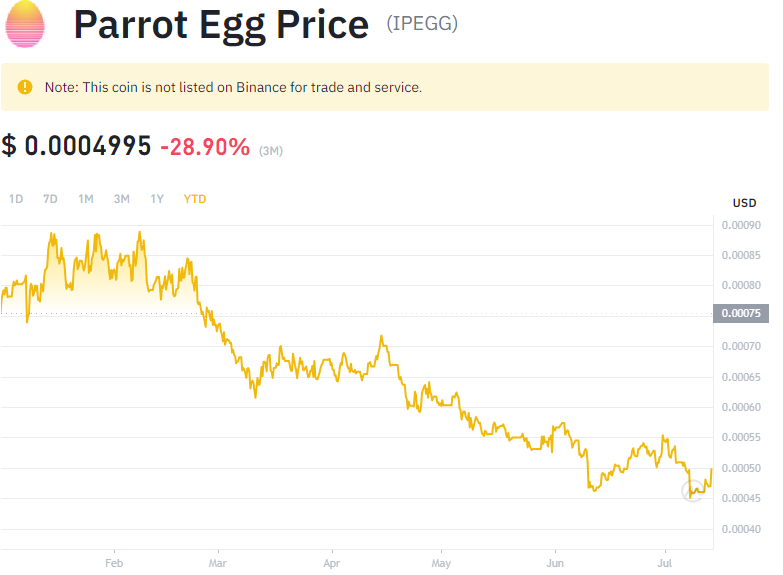 Parrot Egg Price (IPEGG)
Note: This coin is not listed on Binance for trade and service.
$ 0.0004995 -28.90% (3M)
1D 7D 1M 3M 1Y YTD
USD
0.00090
0.00085
0.00080
0.00075
0.00070
0.00065
0.00060
0.00055
0.00050
0.00045
0.00040
Feb Mar Apr May Jun Jul